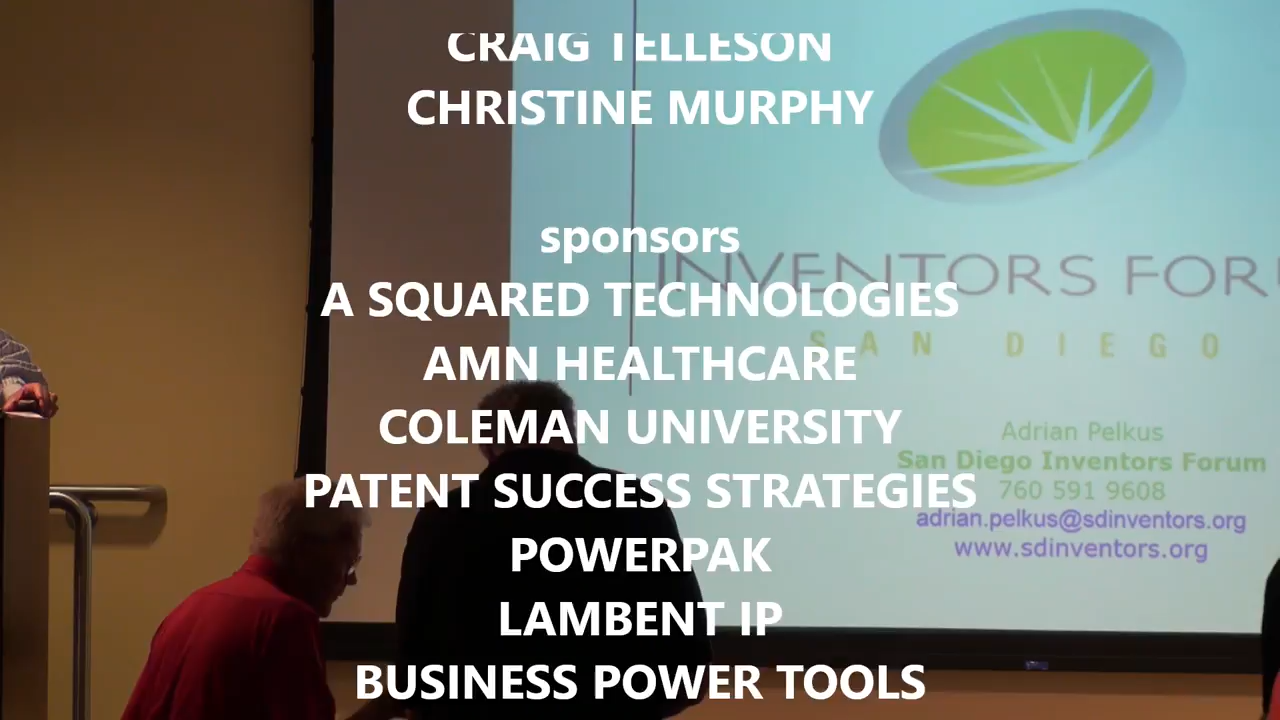 CRAIG TELLESON
CHRISTINE MURPHY
sponsors
A SQUARED TECHNOLOGIES
AMN HEALTHCARE
COLEMAN UNIVERSITY
PATENT SUCCESS STRATEGIES
POWERPAK
LAMBENT IP
BUSINESS POWER TOOLS
INVENTORS FOR
SAN DIEGO
Adrian Pelkus
San Diego Inventors Forum
760 591 9608
adrian.pelkus@sdinventors.org
www.sdinventors.org